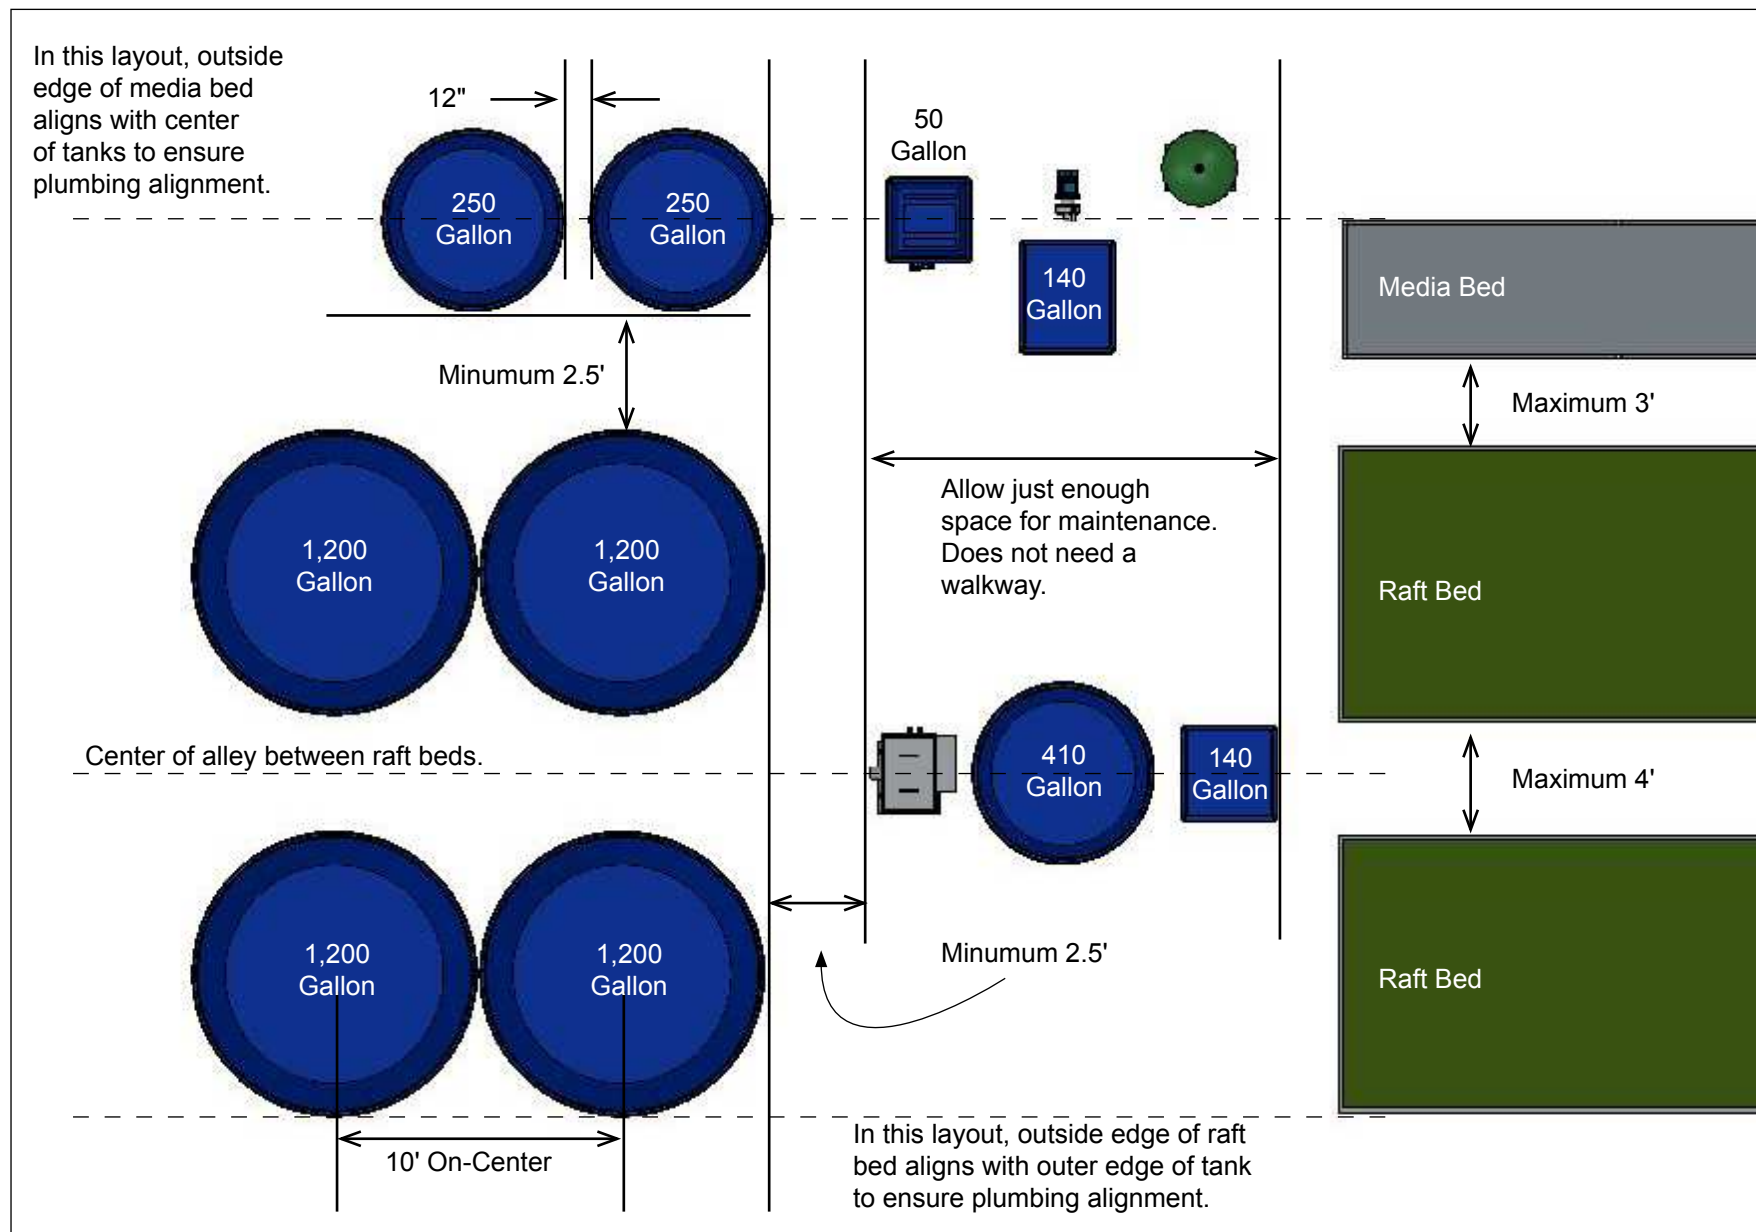 In this layout, outside
edge of media bed
aligns with center
of tanks to ensure
plumbing alignment.
12"
50
Gallon
250
Gallon
250
Gallon
140
Gallon
Media Bed
Minumum 2.5'
Maximum 3'
Allow just enough
space for maintenance.
Does not need a
walkway.
1,200
Gallon
1,200
Gallon
Raft Bed
Center of alley between raft beds.
410
Gallon
140
Gallon
Maximum 4'
1,200
Gallon
1,200
Gallon
Minumum 2.5'
Raft Bed
10' On-Center
In this layout, outside edge of raft
bed aligns with outer edge of tank
to ensure plumbing alignment.